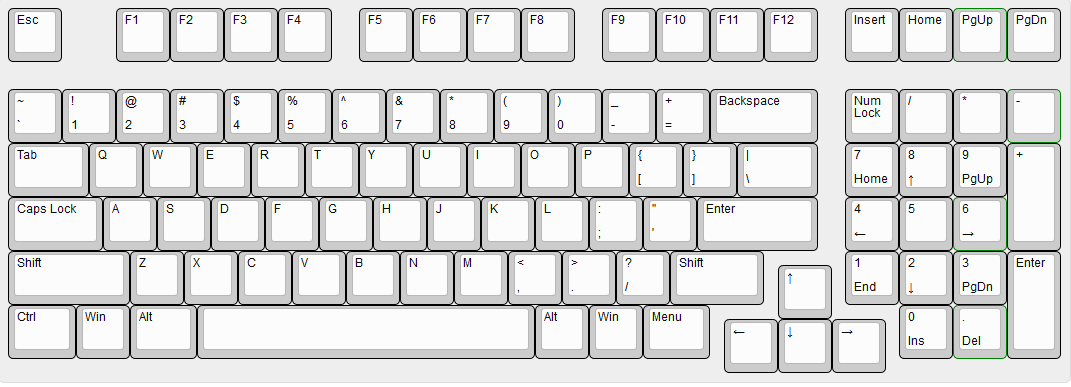 Esc F1 F2 F3 F4 F5 F6 F7 F8 F9 F10 F11 F12 Insert Home PgUp PgDn
~ ! @ # $ % ^ & * ( ) _ + Backspace Num Lock / * -
` 1 2 3 4 5 6 7 8 9 0 - =
Tab Q W E R T Y U I O P { } | 7 8 9 +
[ ] \ Home ↑ PgUp
Caps Lock A S D F G H J K L : " Enter 4 5 6
; ' ← →
Shift Z X C V B N M < > ? Shift ↑ 1 2 3 Enter
, . / End ↓ PgDn
Ctrl Win Alt Alt Win Menu ← ↓ → 0 .
Ins Del